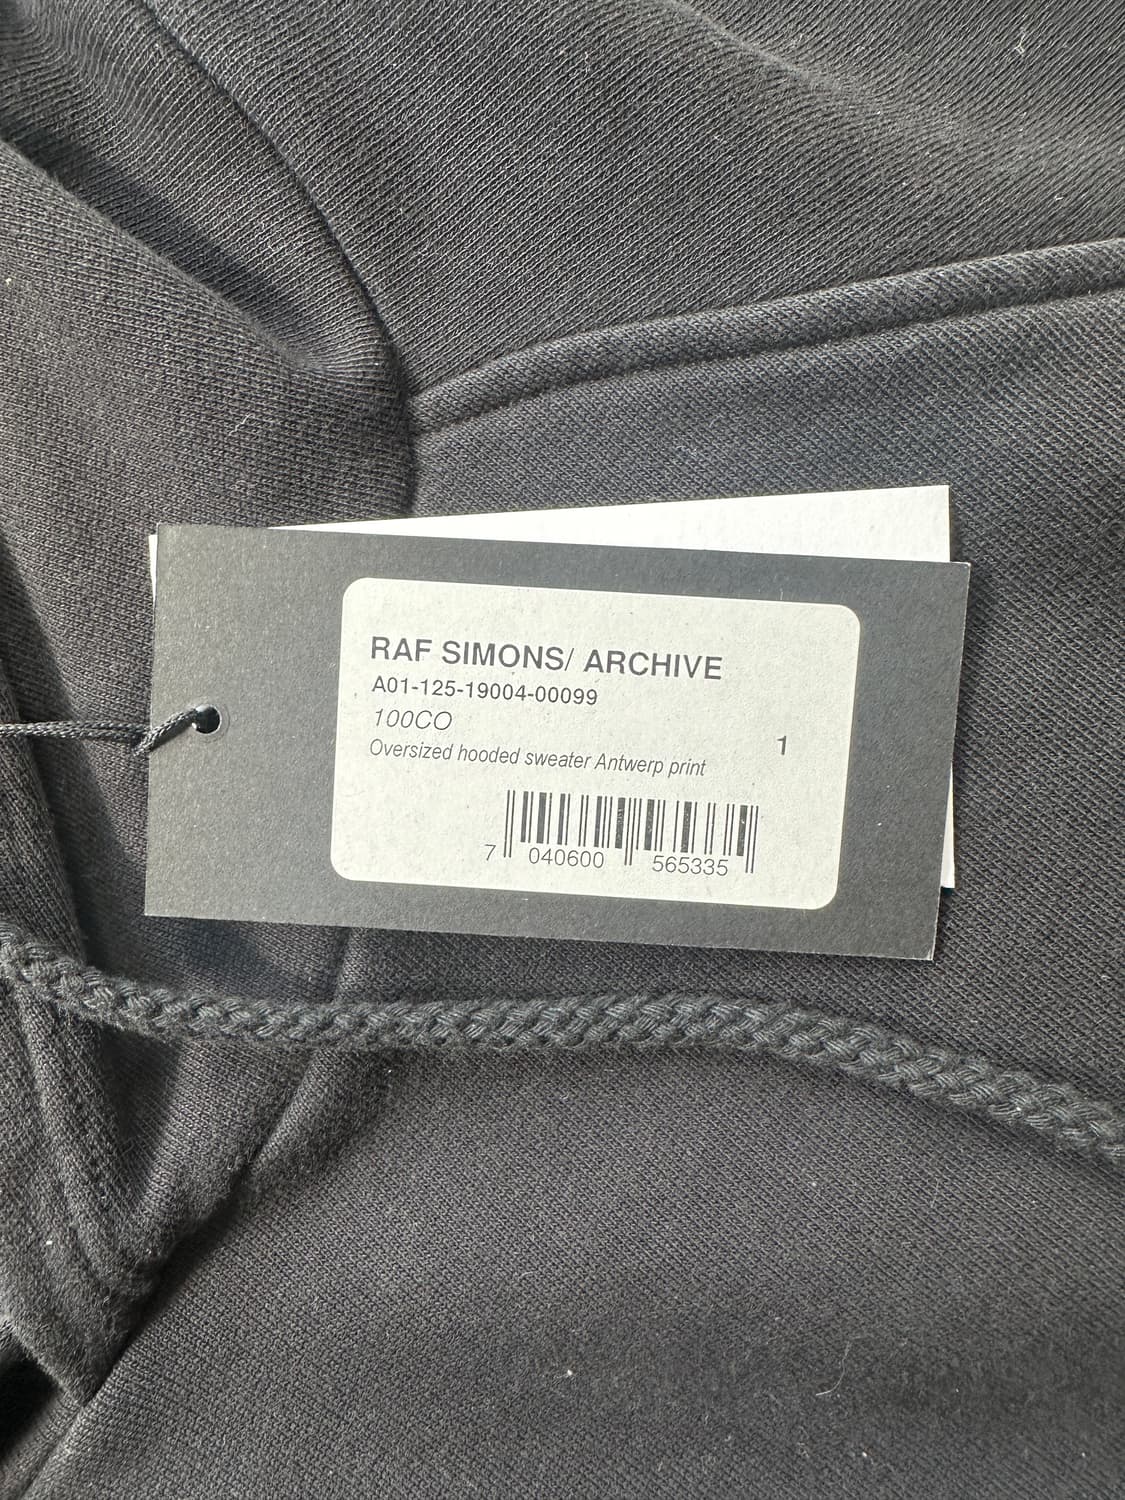 RAF SIMONS/ ARCHIVE
A01-125-19004-00099
100CO
1
Oversized hooded sweater Antwerp print
7 040600 565335